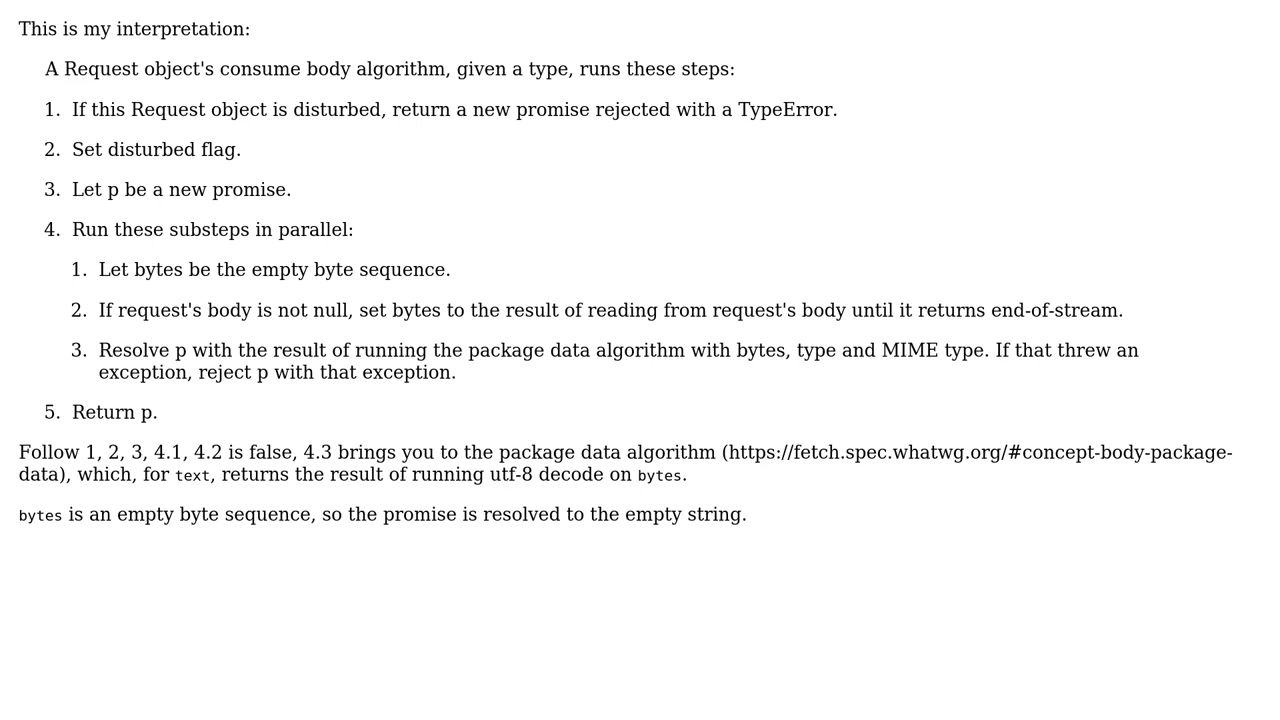 This is my interpretation:
A Request object's consume body algorithm, given a type, runs these steps:
1. If this Request object is disturbed, return a new promise rejected with a TypeError.
2. Set disturbed flag.
3. Let p be a new promise.
4. Run these substeps in parallel:
1. Let bytes be the empty byte sequence.
2. If request's body is not null, set bytes to the result of reading from request's body until it returns end-of-stream.
3. Resolve p with the result of running the package data algorithm with bytes, type and MIME type. If that threw an
exception, reject p with that exception.
5. Return p.
Follow 1, 2, 3, 4.1, 4.2 is false, 4.3 brings you to the package data algorithm (https://fetch.spec.whatwg.org/#concept-body-package-
data), which, for text, returns the result of running utf-8 decode on bytes.
bytes is an empty byte sequence, so the promise is resolved to the empty string.